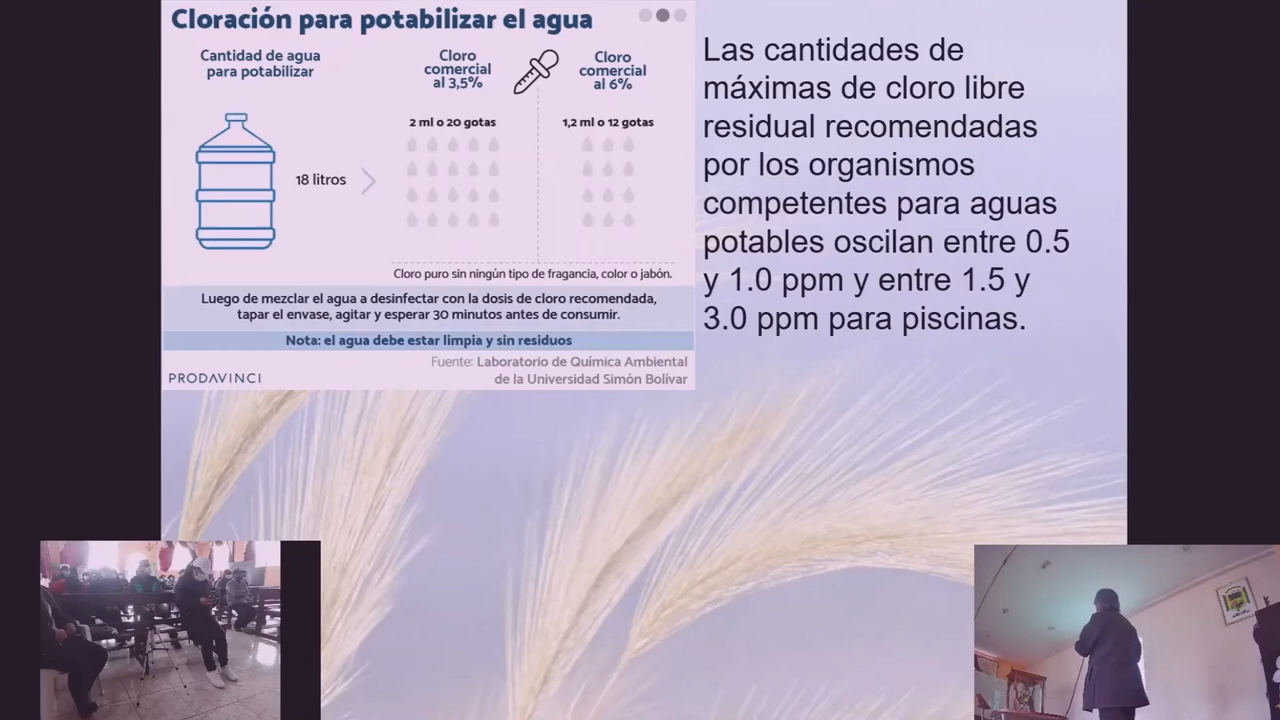 Cloración para potabilizar el agua
Cantidad de agua
para potabilizar
Cloro
comercial
al 3,5%
Cloro
comercial
al 6%
2 ml o 20 gotas
1,2 ml o 12 gotas
18 litros
Cloro puro sin ningún tipo de fragancia, color o jabón.
Luego de mezclar el agua a desinfectar con la dosis de cloro recomendada,
tapar el envase, agitar y esperar 30 minutos antes de consumir.
Nota: el agua debe estar limpia y sin residuos
Fuente: Laboratorio de Química Ambiental
de la Universidad Simón Bolívar
PRODAVINCI
Las cantidades de
máximas de cloro libre
residual recomendadas
por los organismos
competentes para aguas
potables oscilan entre 0.5
y 1.0 ppm y entre 1.5 y
3.0 ppm para piscinas.